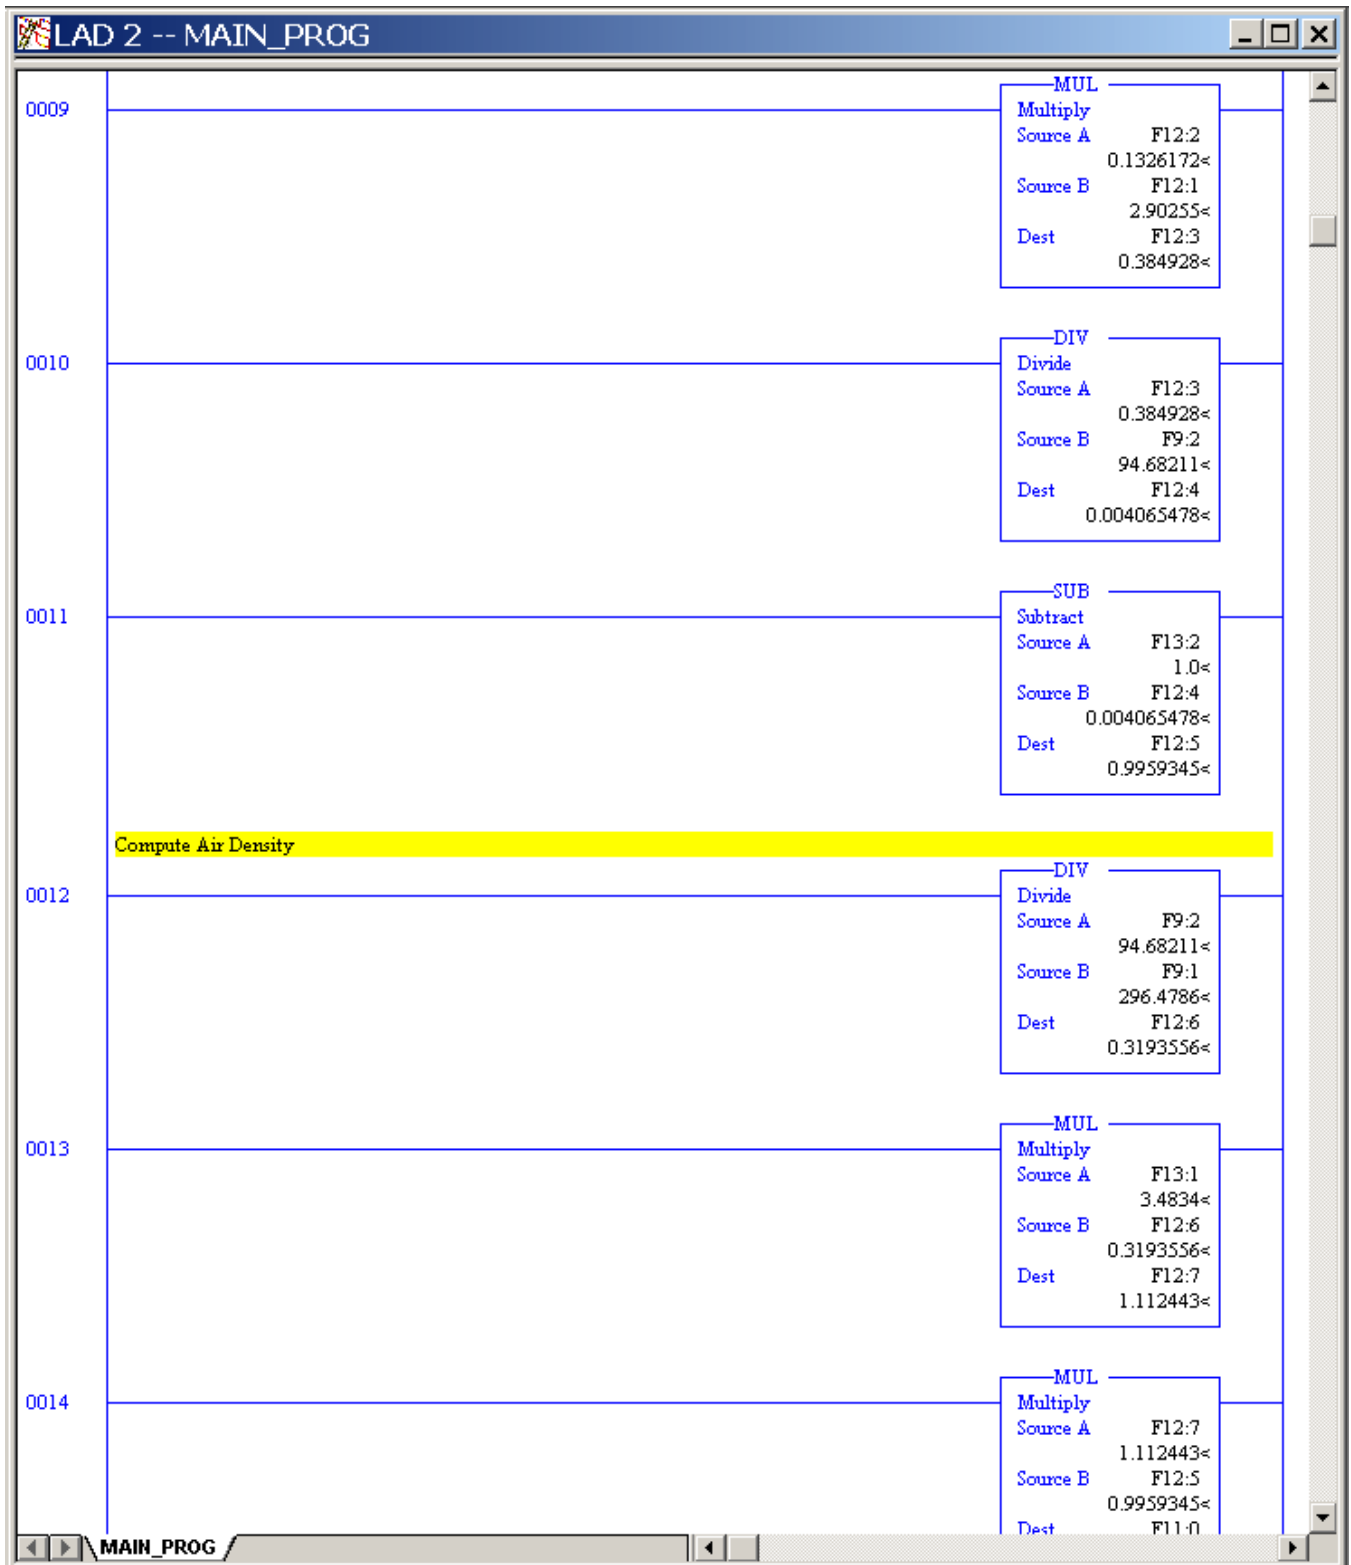 LAD 2 -- MAIN_PROG
0009
MUL
Multiply
Source A F12:2
0.1326172<
Source B F12:1
2.90255<
Dest F12:3
0.384928<
0010
DIV
Divide
Source A F12:3
0.384928<
Source B F9:2
94.68211<
Dest F12:4
0.004065478<
0011
SUB
Subtract
Source A F13:2
1.0<
Source B F12:4
0.004065478<
Dest F12:5
0.9959345<
Compute Air Density
0012
DIV
Divide
Source A F9:2
94.68211<
Source B F9:1
296.4786<
Dest F12:6
0.3193556<
0013
MUL
Multiply
Source A F13:1
3.4834<
Source B F12:6
0.3193556<
Dest F12:7
1.112443<
0014
MUL
Multiply
Source A F12:7
1.112443<
Source B F12:5
0.9959345<
Dest F11:0
MAIN_PROG